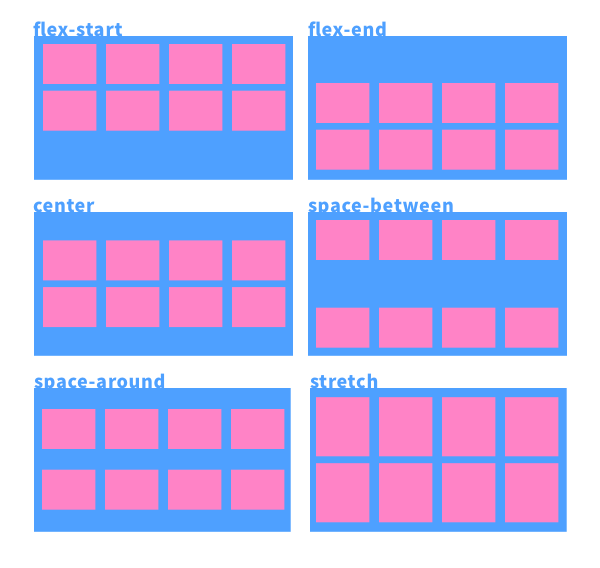 flex-start
flex-end
center
space-between
space-around
stretch